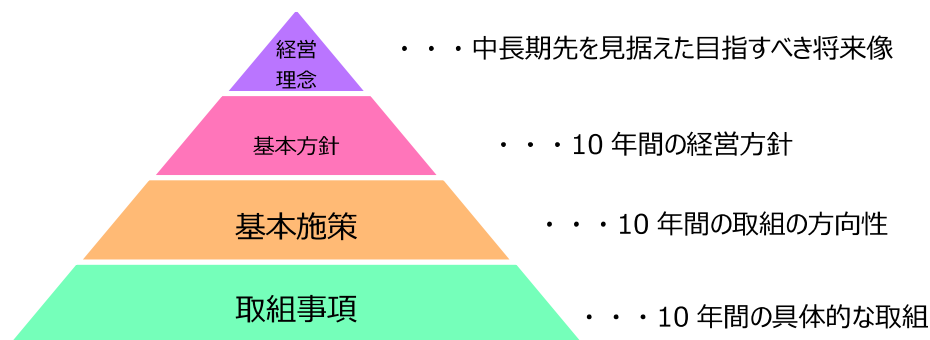 経営
理念
・・・中長期先を見据えた目指すべき将来像
基本方針
・・・10 年間の経営方針
基本施策
・・・10 年間の取組の方向性
取組事項
・・・10 年間の具体的な取組